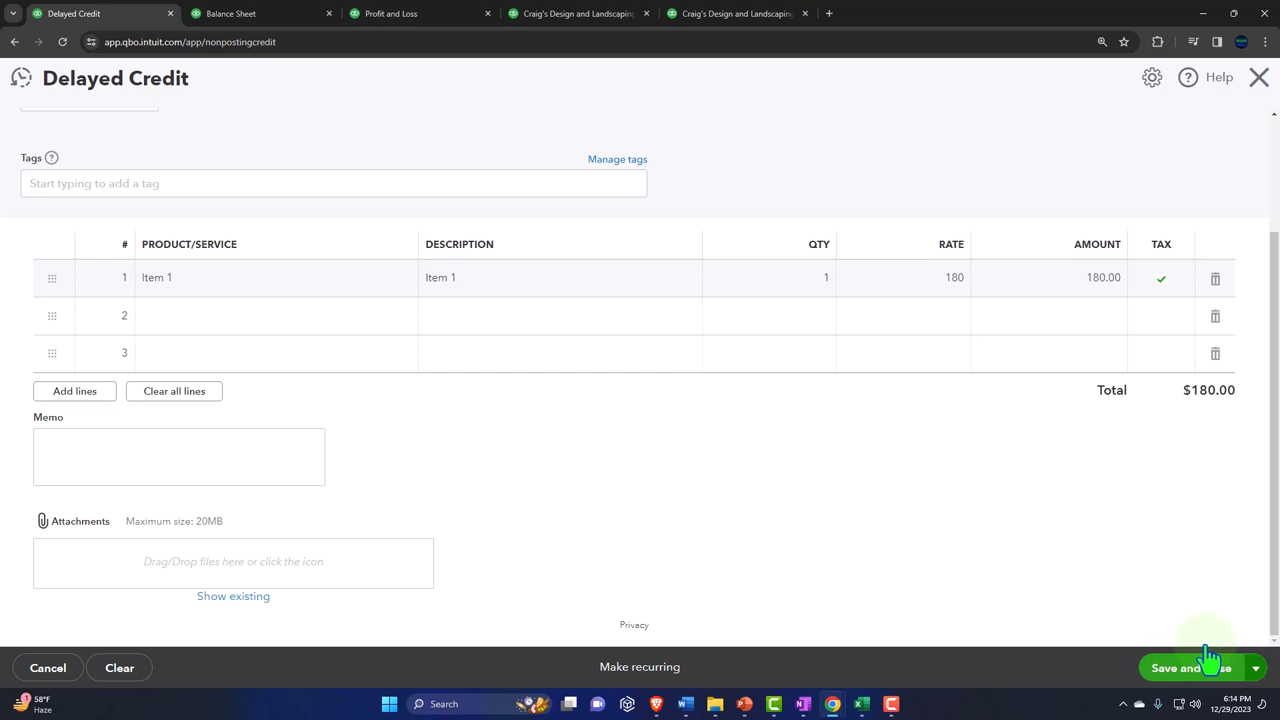 Delayed Credit
Balance Sheet
Profit and Loss
Craig's Design and Landscaping
Craig's Design and Landscaping
app.qbo.intuit.com/app/nonpostingcredit
Delayed Credit
Help
Tags
Manage tags
Start typing to add a tag
# PRODUCT/SERVICE DESCRIPTION QTY RATE AMOUNT TAX
1 Item 1 Item 1 1 180 180.00
2
3
Add lines Clear all lines Total $180.00
Memo
Attachments Maximum size: 20MB
Drag/Drop files here or click the icon
Show existing
Privacy
Cancel Clear Make recurring Save and
1 58°F
Haze
Search
6:14 PM
12/29/2023